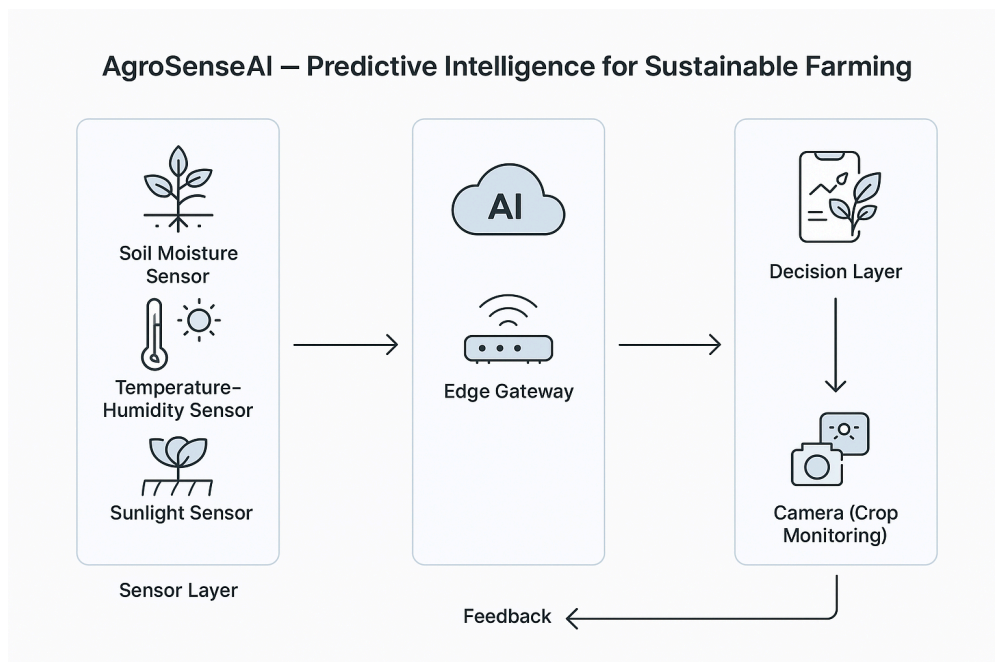 AgroSenseAI – Predictive Intelligence for Sustainable Farming
Soil Moisture
Sensor
Temperature–
Humidity Sensor
Sunlight Sensor
Sensor Layer
AI
Edge Gateway
Decision Layer
Camera (Crop
Monitoring)
Feedback